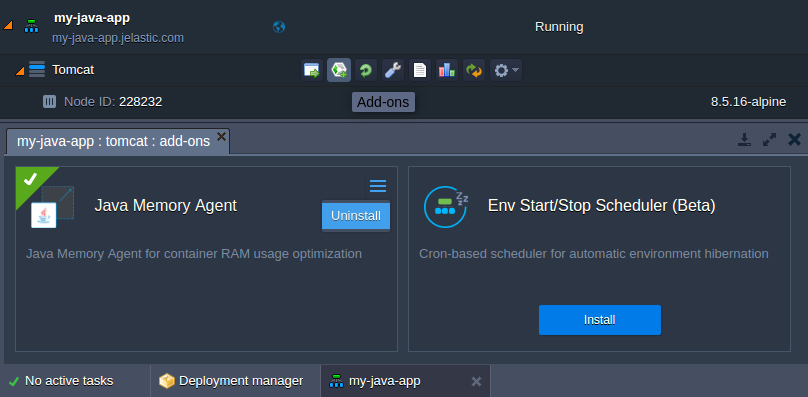 my-java-app
my-java-app.jelastic.com
Running
Tomcat
Add-ons
Node ID: 228232
8.5.16-alpine
my-java-app : tomcat : add-ons
Java Memory Agent
Uninstall
Java Memory Agent for container RAM usage optimization
Env Start/Stop Scheduler (Beta)
Cron-based scheduler for automatic environment hibernation
Install
No active tasks
Deployment manager
my-java-app